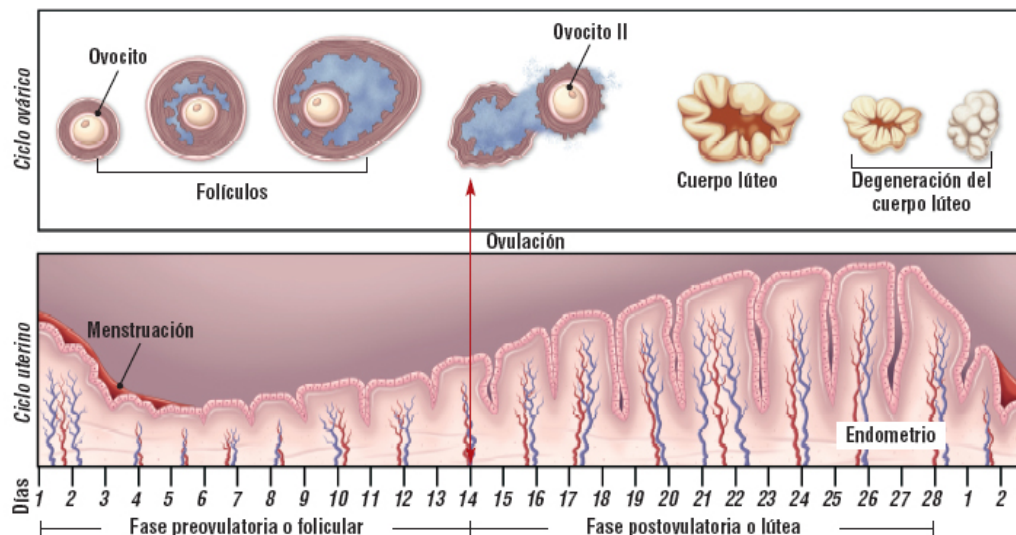 Ciclo ovárico
Ovocito
Ovocito II
Folículos
Cuerpo lúteo
Degeneración del
cuerpo lúteo
Ovulación
Ciclo uterino
Menstruación
Endometrio
Días
1 2 3 4 5 6 7 8 9 10 11 12 13 14 15 16 17 18 19 20 21 22 23 24 25 26 27 28 1 2
Fase preovulatoria o folicular
Fase postovulatoria o lútea